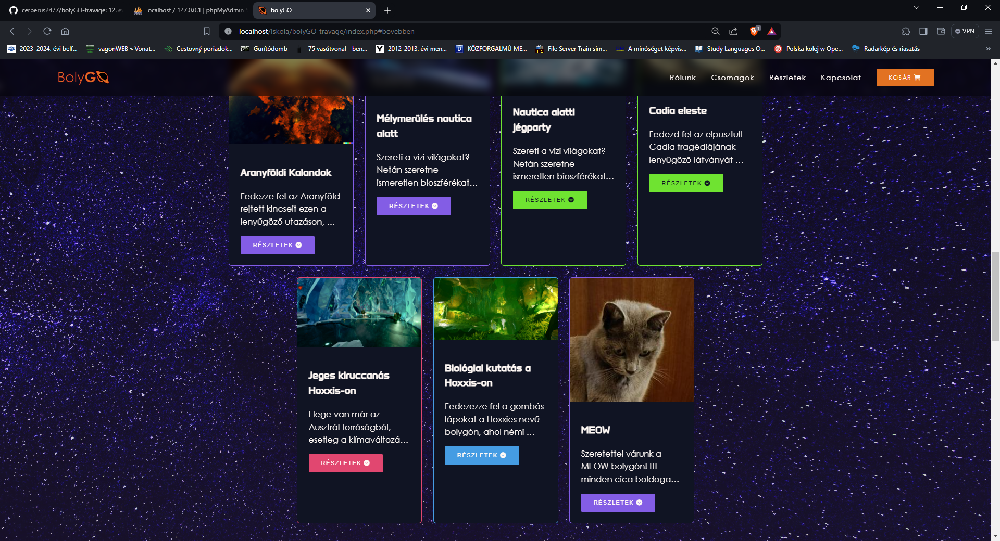 cerberus2477/bolyGO-travage: 12. é
localhost / 127.0.0.1 | phpMyAdmin
bolyGO
localhost/Iskola/bolyGO-travage/index.php#bovebben
1
VPN
2023–2024. évi belf...
vagonWEB » Vonat...
Cestovný poriadok...
Gurítódomb
75 vasútvonal - ben...
2012-2013. évi men...
KÖZFORGALMÚ ME...
File Server Train sim...
A minőséget képvis...
Study Languages O...
Polska kolej w Ope...
Radarkép és riasztás
»
BolyGO
Rólunk
Csomagok
Részletek
Kapcsolat
KOSÁR
Aranyföldi Kalandok
Fedezze fel az Aranyföld
rejtett kincseit ezen a
lenyűgöző utazáson, ...
RÉSZLETEK
Mélymerülés nautica
alatt
Szereti a vizi világokat?
Netán szeretne
ismeretlen bioszférékat...
RÉSZLETEK
Nautica alatti
jégparty
Szereti a vizi világokat?
Netán szeretne
ismeretlen bioszférékat...
RÉSZLETEK
Cadia eleste
Fedezd fel az elpusztult
Cadia tragédiájának
lenyűgöző látványát ...
RÉSZLETEK
Jeges kiruccanás
Hoxxis-on
Elege van már az
Ausztrál forróságból,
esetleg a klímaváltozá...
RÉSZLETEK
Biológiai kutatás a
Hoxxis-on
Fedezezze fel a gombás
lápokat a Hoxxies nevű
bolygón, ahol némi ...
RÉSZLETEK
MEOW
Szeretettel várunk a
MEOW bolygón! Itt
minden cica boldoga...
RÉSZLETEK